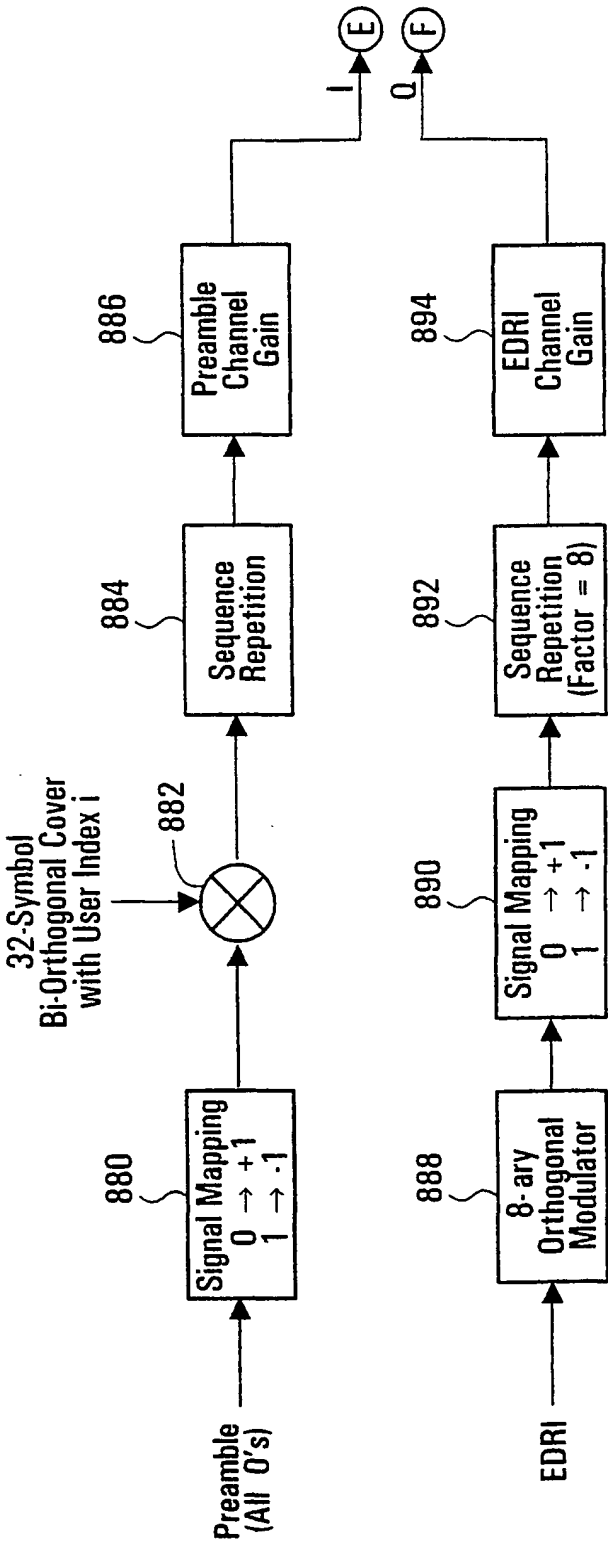 Preamble
(All 0's)
880
Signal Mapping
0 → +1
1 → -1
32-Symbol
Bi-Orthogonal Cover
with User Index i
882
884
Sequence
Repetition
886
Preamble
Channel
Gain
I
E
EDRI
888
8-ary
Orthogonal
Modulator
890
Signal Mapping
0 → +1
1 → -1
892
Sequence
Repetition
(Factor = 8)
894
EDRI
Channel
Gain
Q
F